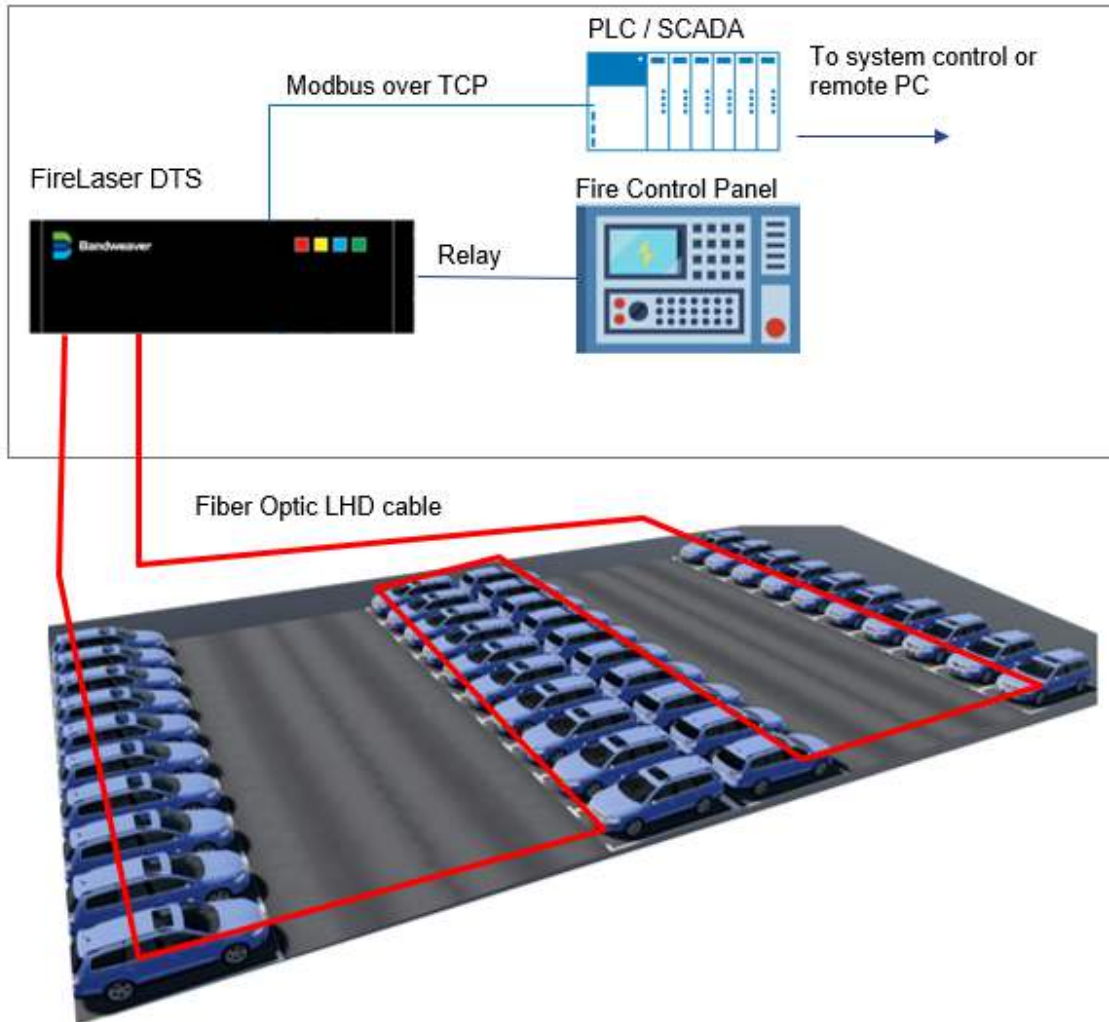 PLC / SCADA
To system control or
remote PC
Modbus over TCP
FireLaser DTS
Fire Control Panel
Bandweaver
Relay
Fiber Optic LHD cable